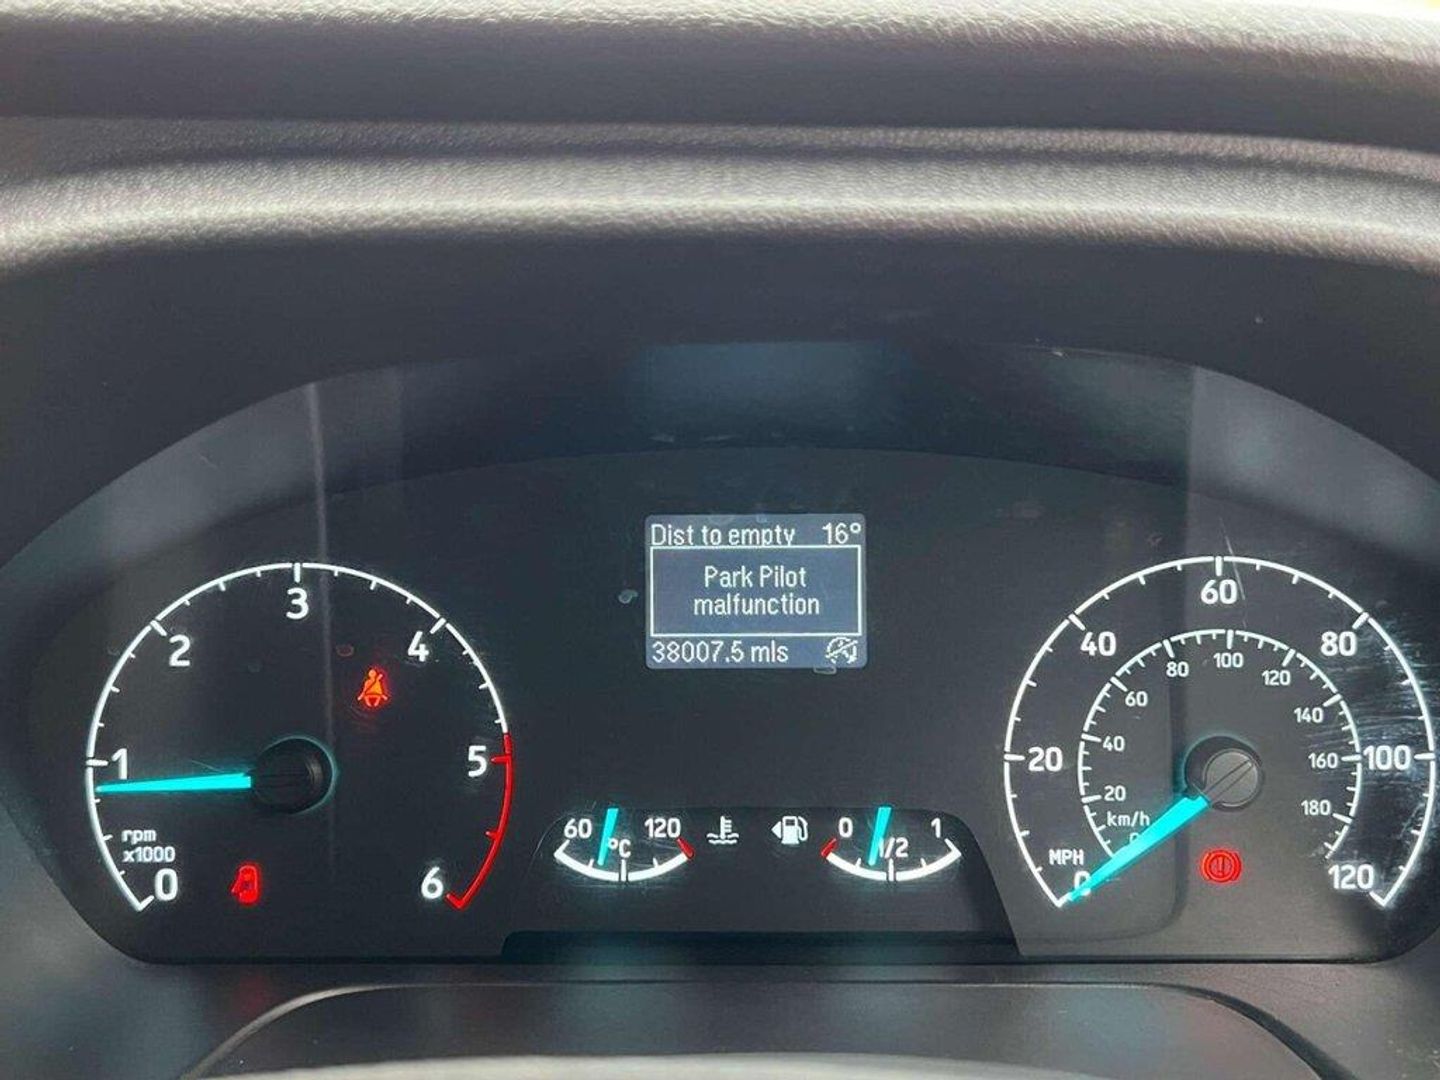 Dist to empty 16°
Park Pilot
malfunction
38007.5 mls
0 1 2 3 4 5 6
rpm
x1000
60 °C 120
0 1/2 1
0 20 40 60 80 100 120
MPH
20 40 60 80 100 120 140 160 180
km/h